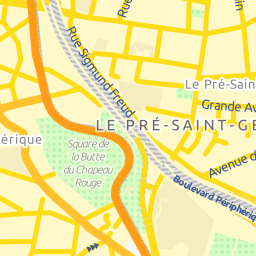 Rue Sigmund Freud
Le Pré-Sain
Grande Av
LE PRÉ-SAINT-GE
érique
Square de
la Butte
du Chapeau
Rouge
Avenue d
Boulevard Périphériq